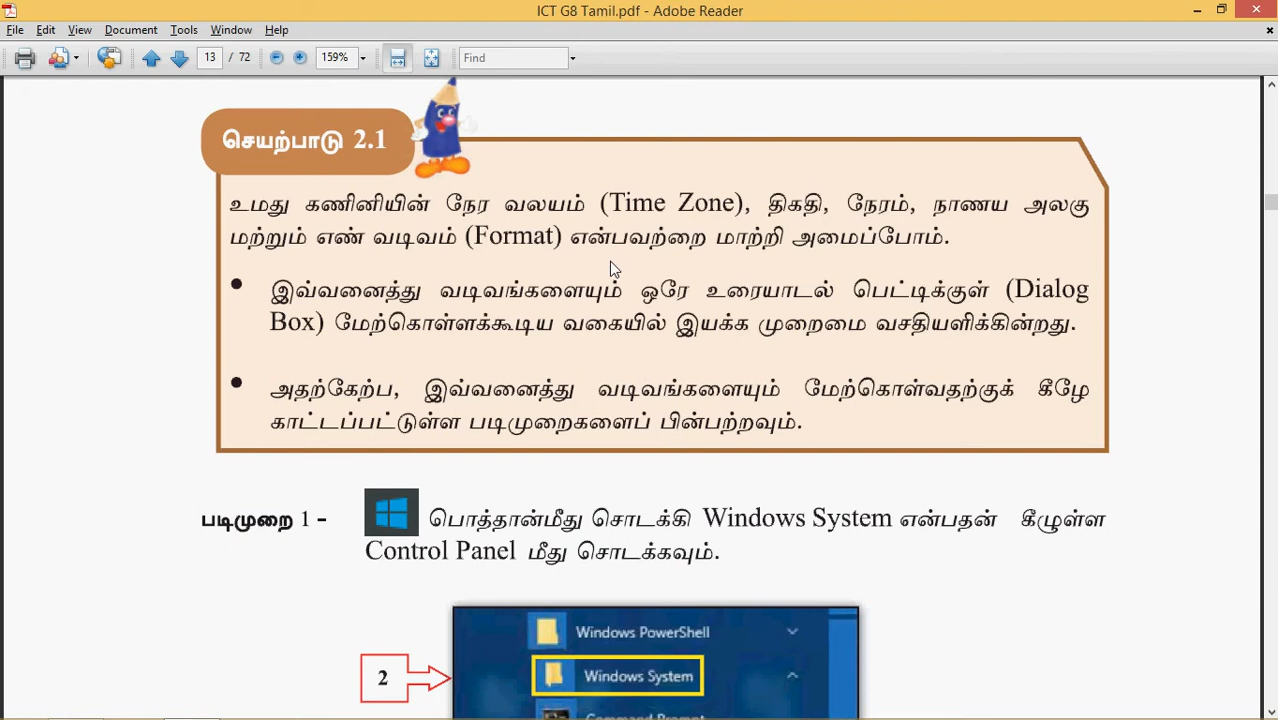 ICT G8 Tamil.pdf - Adobe Reader
File Edit View Document Tools Window Help
13 / 72 159% Find
செயற்பாடு 2.1
உமது கணினியின் நேர வலயம் (Time Zone), திகதி, நேரம், நாணய அலகு
மற்றும் எண் வடிவம் (Format) என்பவற்றை மாற்றி அமைப்போம்.
• இவ்வனைத்து வடிவங்களையும் ஒரே உரையாடல் பெட்டிக்குள் (Dialog
Box) மேற்கொள்ளக்கூடிய வகையில் இயக்க முறைமை வசதியளிக்கின்றது.
• அதற்கேற்ப, இவ்வனைத்து வடிவங்களையும் மேற்கொள்வதற்குக் கீழே
காட்டப்பட்டுள்ள படிமுறைகளைப் பின்பற்றவும்.
படிமுறை 1 – பொத்தான்மீது சொடக்கி Windows System என்பதன் கீழுள்ள
Control Panel மீது சொடக்கவும்.
Windows PowerShell
2 Windows System
Command Prompt